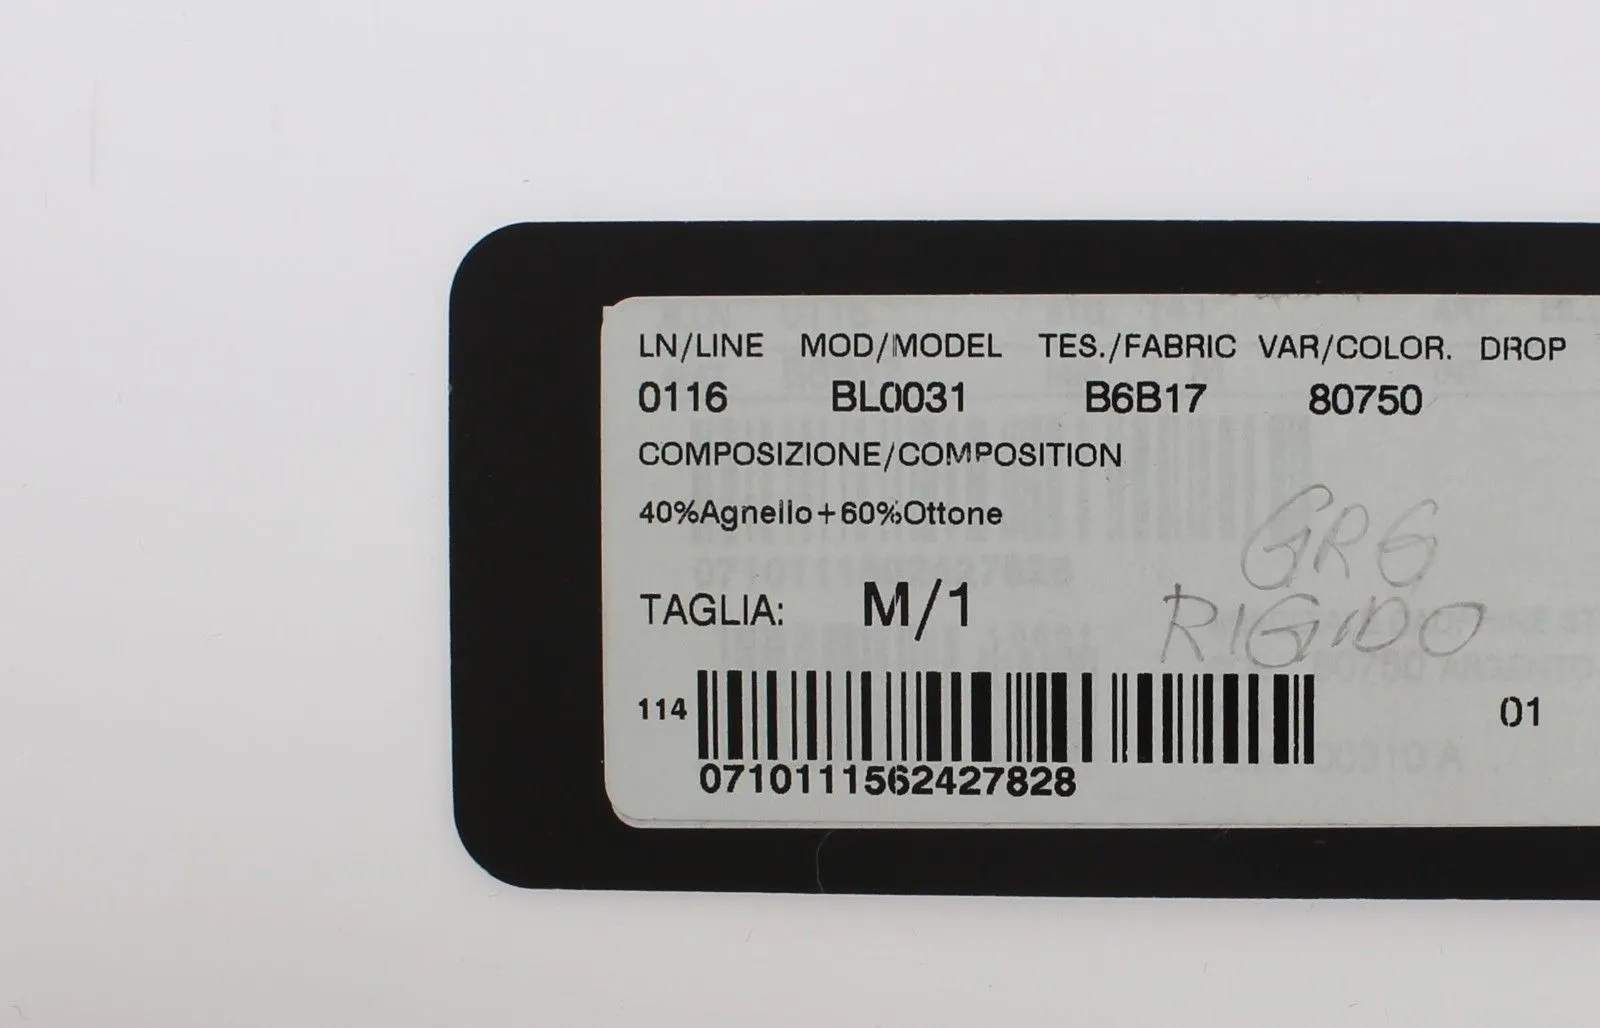 LN/LINE MOD/MODEL TES./FABRIC VAR/COLOR. DROP
0116 BL0031 B6B17 80750
COMPOSIZIONE/COMPOSITION
40%Agnello+60%Ottone
GRG
TAGLIA: M/1
RIGIDO
114
01
0710111562427828